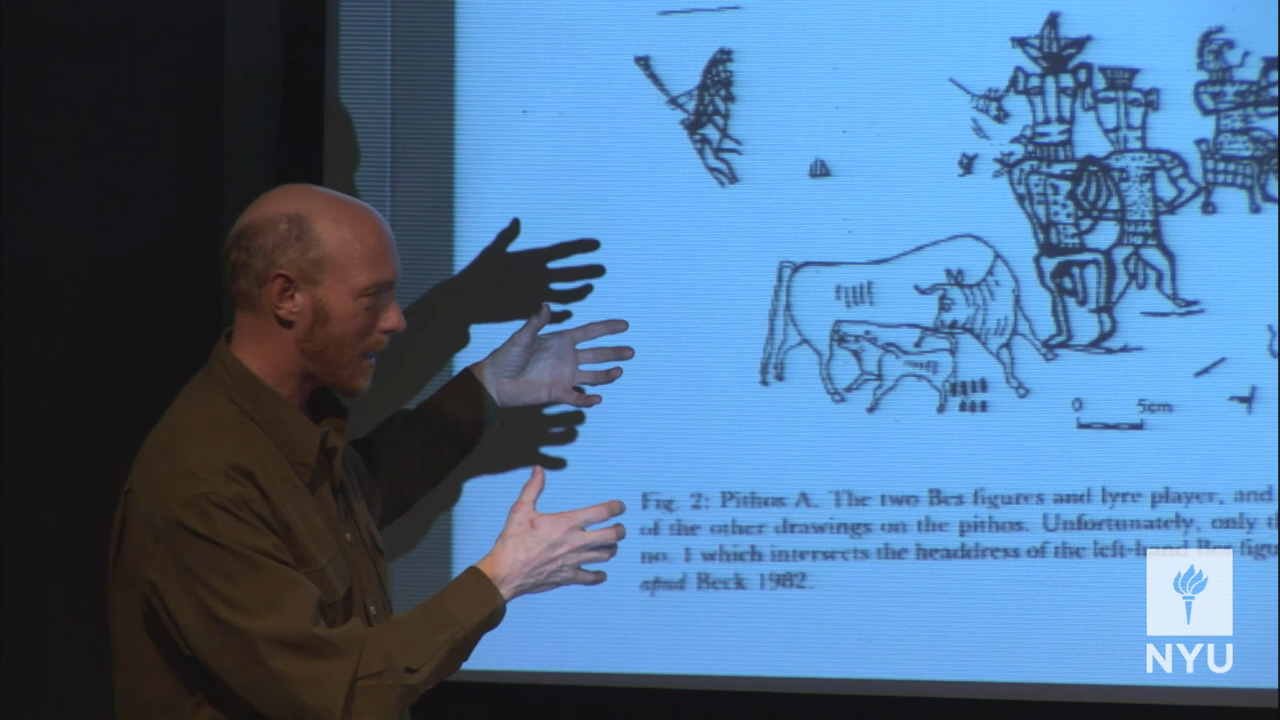 0 5cm
Fig. 2: Pithos A. The two Bes figures and lyre player, and
of the other drawings on the pithos. Unfortunately, only
no. 1 which intersects the headdress of the left-hand Bes
apud Beck 1982.
NYU